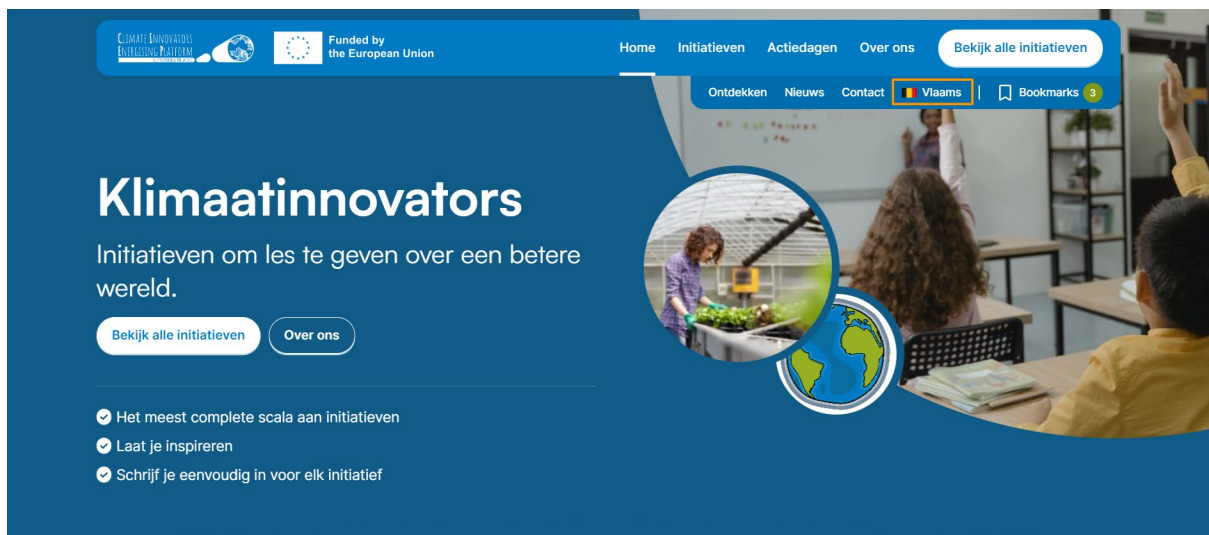 CLIMATE INNOVATORS
ENERGISING PLATFORM
Funded by
the European Union
Home Initiatieven Actiedagen Over ons Bekijk alle initiatieven
Ontdekken Nieuws Contact Vlaams | Bookmarks 3
Klimaatinnovators
Initiatieven om les te geven over een betere
wereld.
Bekijk alle initiatieven Over ons
Het meest complete scala aan initiatieven
Laat je inspireren
Schrijf je eenvoudig in voor elk initiatief